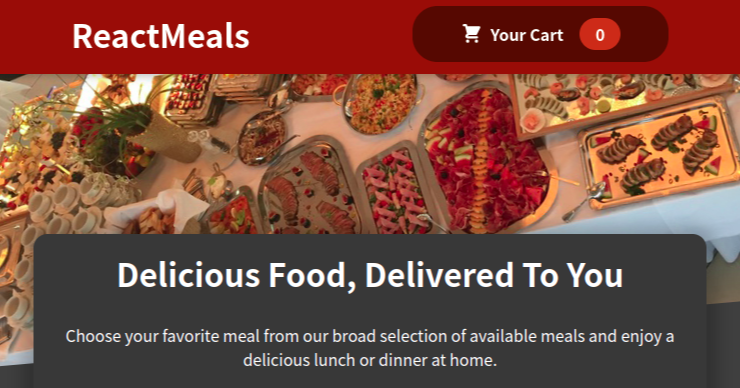 ReactMeals
Your Cart 0
Delicious Food, Delivered To You
Choose your favorite meal from our broad selection of available meals and enjoy a
delicious lunch or dinner at home.